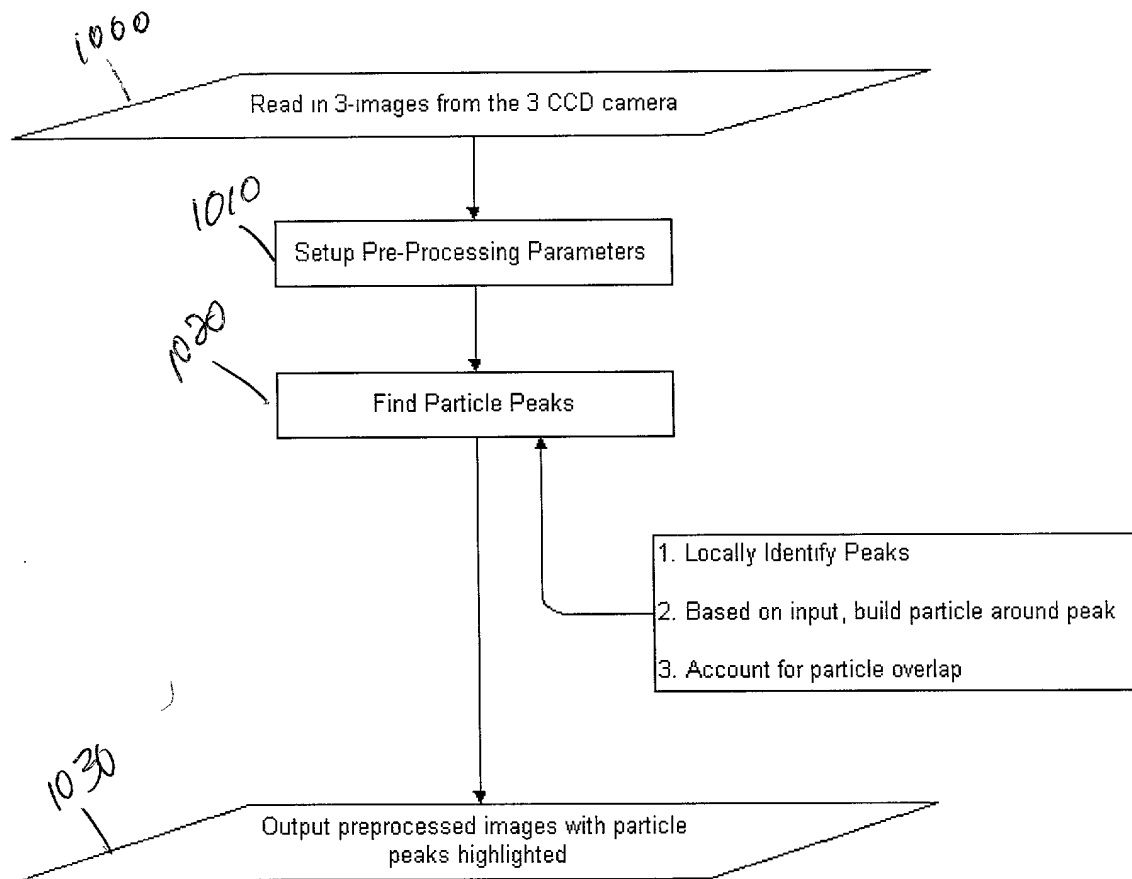 1000
Read in 3-images from the 3 CCD camera
1010
Setup Pre-Processing Parameters
1020
Find Particle Peaks
1. Locally Identify Peaks
2. Based on input, build particle around peak
3. Account for particle overlap
1030
Output preprocessed images with particle
peaks highlighted